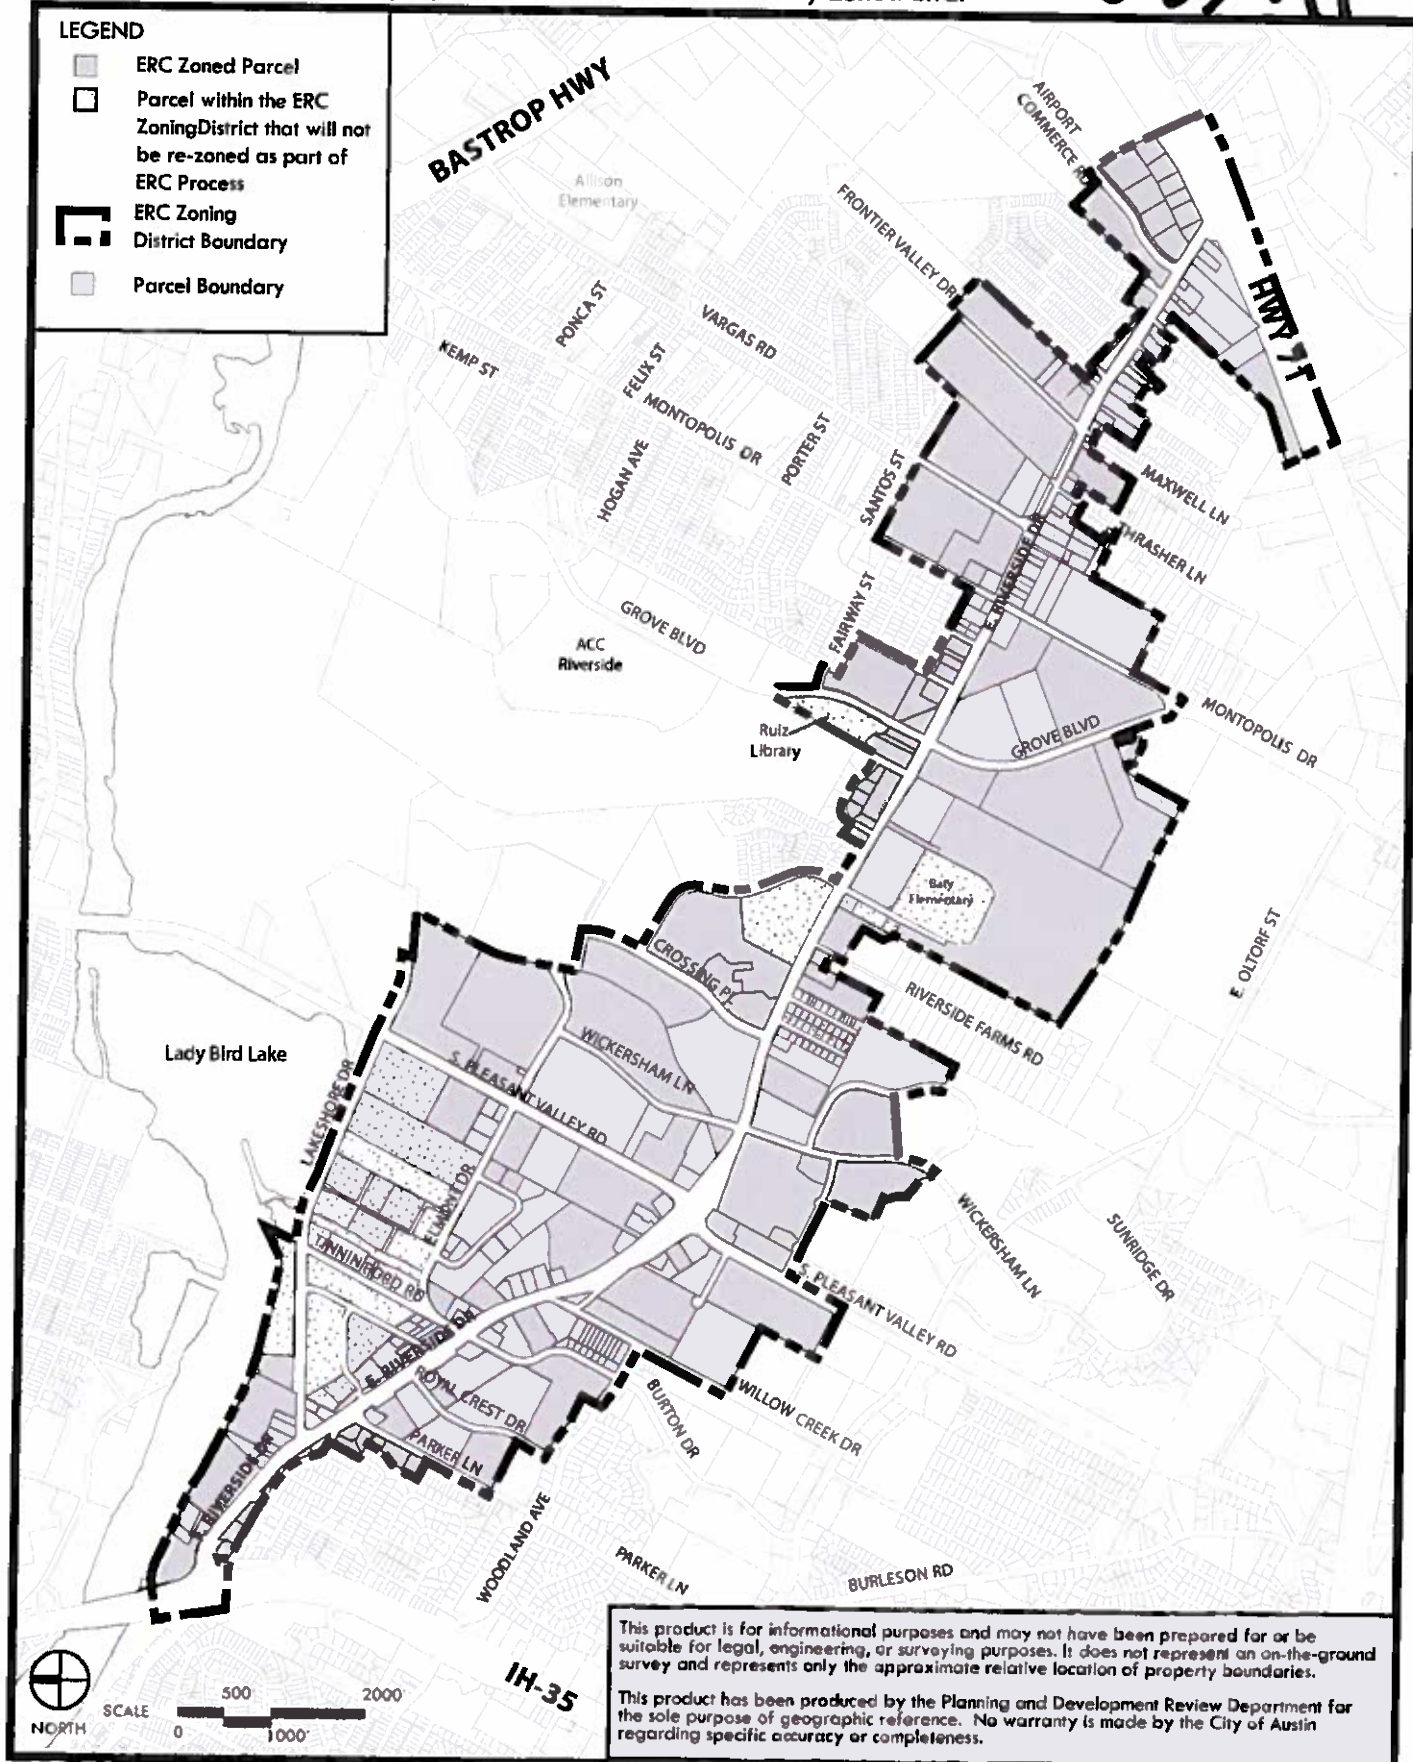 LEGEND
ERC Zoned Parcel
Parcel within the ERC
ZoningDistrict that will not
be re-zoned as part of
ERC Process
ERC Zoning
District Boundary
Parcel Boundary
BASTROP HWY
AIRPORT
COMMERCE RD
Allison
Elementary
FRONTIER VALLEY DR
HWY 71
PONCA ST
VARGAS RD
KEMP ST
FELIX ST
MONTOPOLIS DR
PORTER ST
HOGAN AVE
SANTOS ST
MAXWELL LN
THRASHER LN
E. RIVERSIDE DR
FAIRWAY ST
GROVE BLVD
ACC
Riverside
Ruiz
Library
GROVE BLVD
MONTOPOLIS DR
Baty
Elementary
E. OLTORF ST
CROSSING PL
RIVERSIDE FARMS RD
Lady Bird Lake
LAKESHORE DR
WICKERSHAM LN
S. PLEASANT VALLEY RD
ELMONT DR
TINNIN FORD RD
WICKERSHAM LN
SUNRIDGE DR
S. PLEASANT VALLEY RD
E. RIVERSIDE DR
ROYAL CREST DR
BURTON DR
WILLOW CREEK DR
PARKER LN
E. RIVERSIDE DR
WOODLAND AVE
PARKER LN
BURLESON RD
IH-35
NORTH
SCALE
500'
2000'
0
1000'
This product is for informational purposes and may not have been prepared for or be
suitable for legal, engineering, or surveying purposes. It does not represent an on-the-ground
survey and represents only the approximate relative location of property boundaries.
This product has been produced by the Planning and Development Review Department for
the sole purpose of geographic reference. No warranty is made by the City of Austin
regarding specific accuracy or completeness.